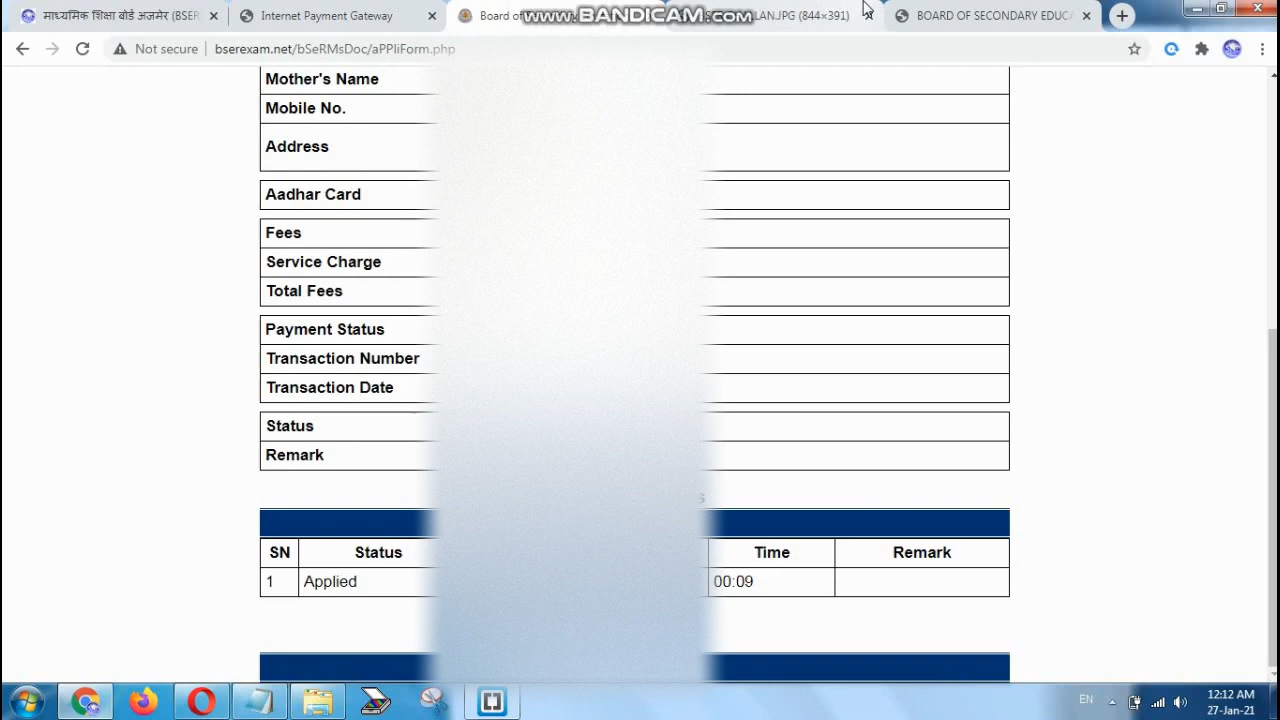 माध्यमिक शिक्षा बोर्ड अजमेर (BSER
Internet Payment Gateway
Board of
www.BANDICAM.com
LAN.JPG (844×391)
BOARD OF SECONDARY EDUCA
Not secure
bserexam.net/bSeRMsDoc/aPPliForm.php
Mother's Name
Mobile No.
Address
Aadhar Card
Fees
Service Charge
Total Fees
Payment Status
Transaction Number
Transaction Date
Status
Remark
s
SN Status Time Remark
1 Applied 00:09
EN
12:12 AM
27-Jan-21